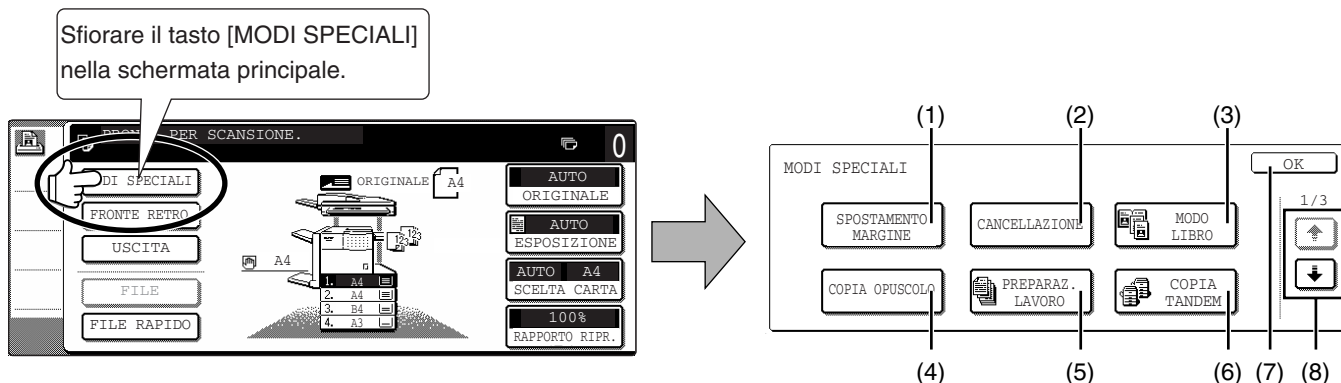 Sfiorare il tasto [MODI SPECIALI]
nella schermata principale.
PER SCANSIONE.
0
DI SPECIALI
FRONTE RETRO
USCITA
FILE
FILE RAPIDO
ORIGINALE
A4
A4
1. A4
2. A4
3. B4
4. A3
123
AUTO
ORIGINALE
AUTO
ESPOSIZIONE
AUTO A4
SCELTA CARTA
100%
RAPPORTO RIPR.
(1) (2) (3)
MODI SPECIALI
OK
1/3
SPOSTAMENTO
MARGINE
CANCELLAZIONE
MODO
LIBRO
COPIA OPUSCOLO
PREPARAZ.
LAVORO
COPIA
TANDEM
(4) (5) (6) (7) (8)